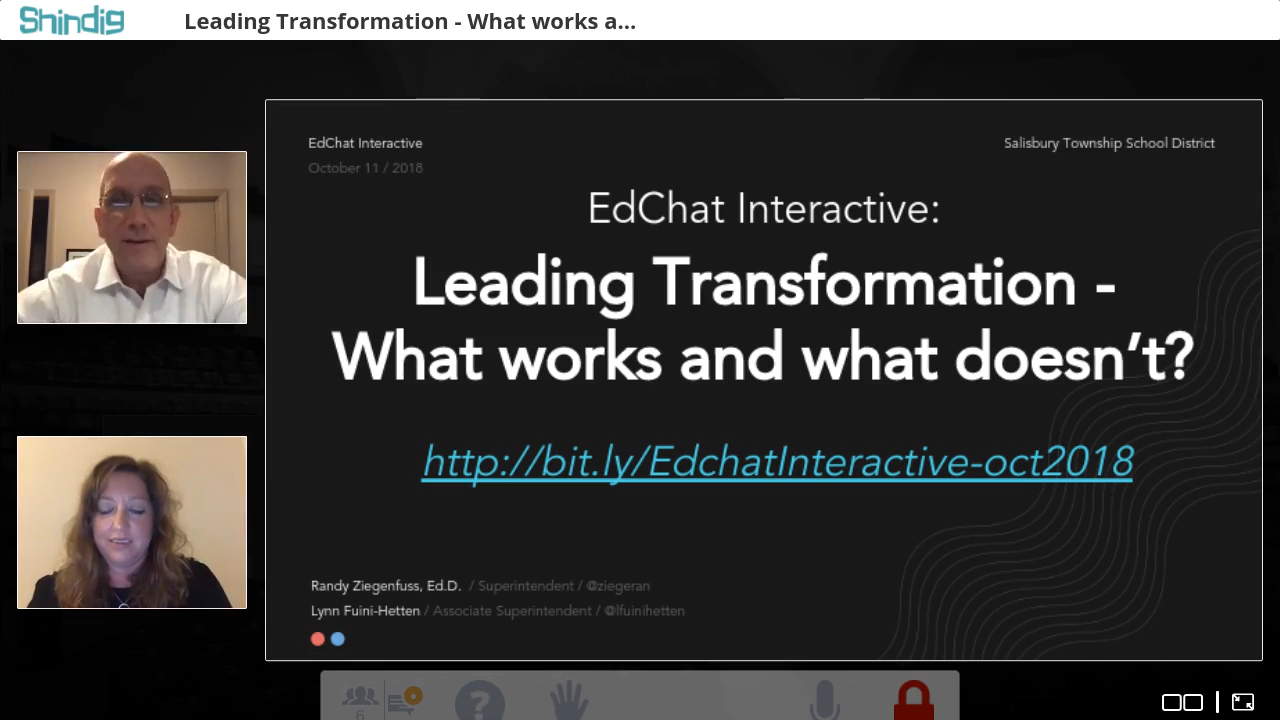 Shindig
Leading Transformation - What works a...
EdChat Interactive
Salisbury Township School District
October 11 / 2018
EdChat Interactive:
Leading Transformation -
What works and what doesn't?
http://bit.ly/EdchatInteractive-oct2018
Randy Ziegenfuss, Ed.D. / Superintendent / @ziegeran
Lynn Fuini-Hetten / Associate Superintendent / @lfuinihetten
6